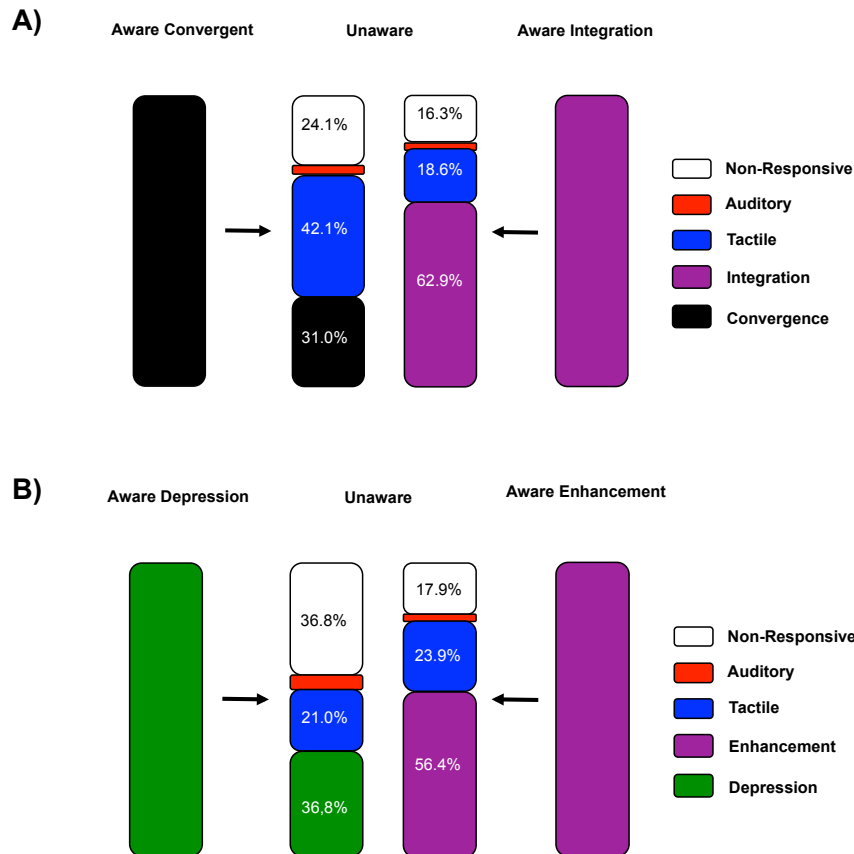 A)
Aware Convergent
Unaware
Aware Integration
24.1%
16.3%
18.6%
42.1%
62.9%
31.0%
Non-Responsive
Auditory
Tactile
Integration
Convergence
B)
Aware Depression
Unaware
Aware Enhancement
36.8%
17.9%
23.9%
21.0%
56.4%
36,8%
Non-Responsive
Auditory
Tactile
Enhancement
Depression